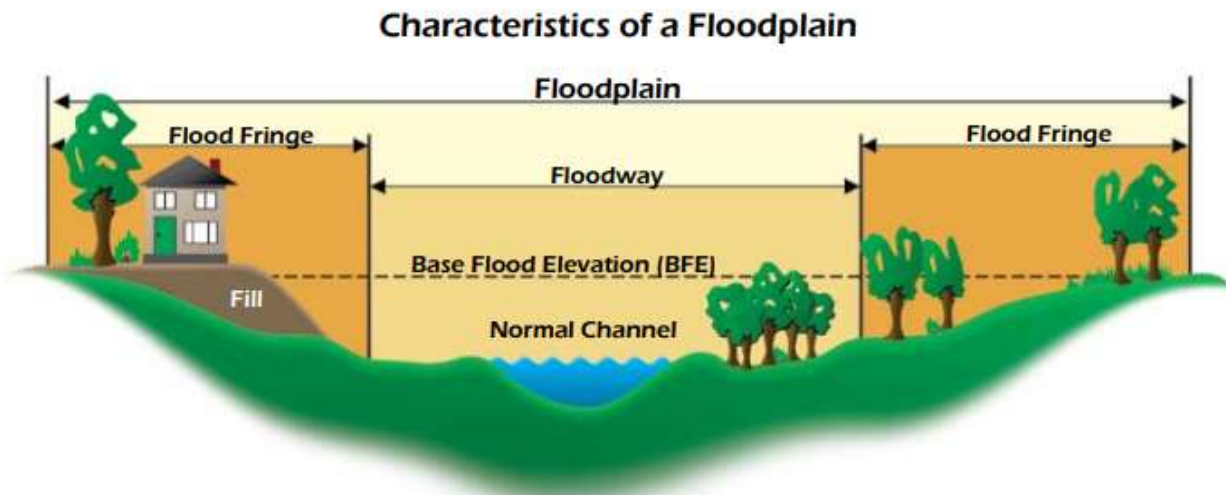 Characteristics of a Floodplain
Floodplain
Flood Fringe
Flood Fringe
Floodway
Base Flood Elevation (BFE)
Fill
Normal Channel